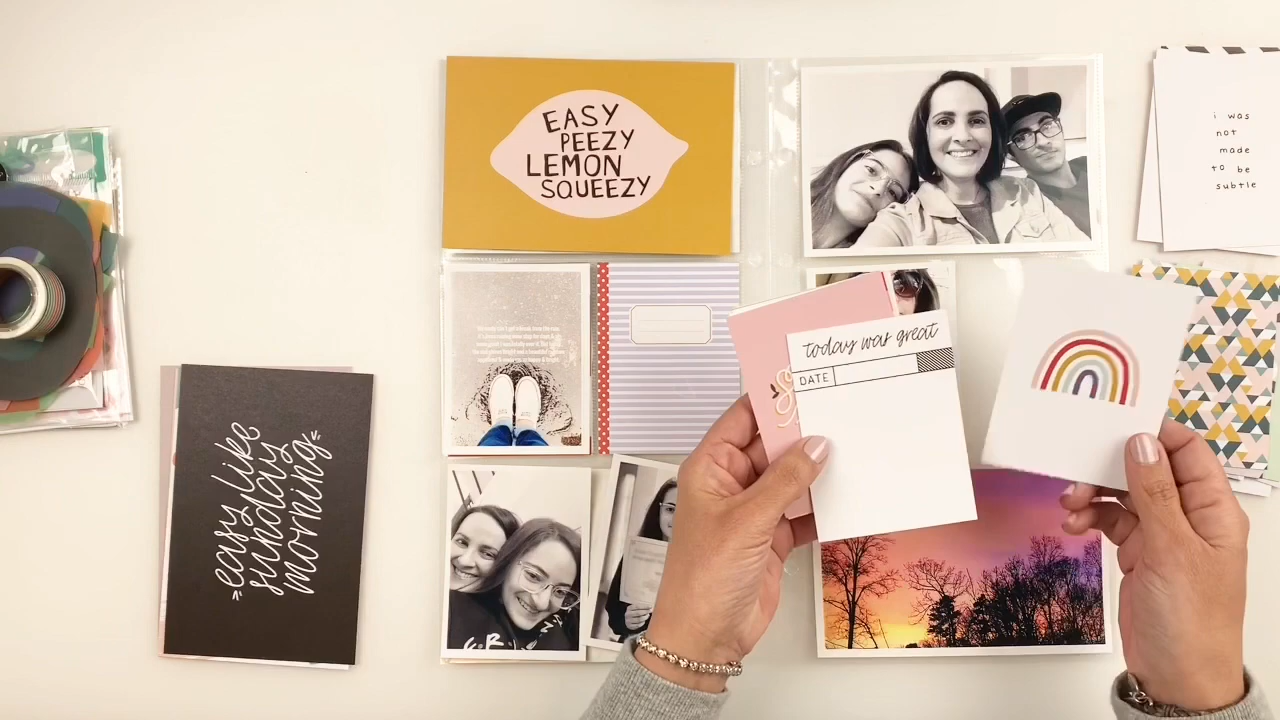 EASY
PEEZY
LEMON
SQUEEZY
i was
not
made
to be
subtle
today was great
DATE
"easy like
sunday
morning"